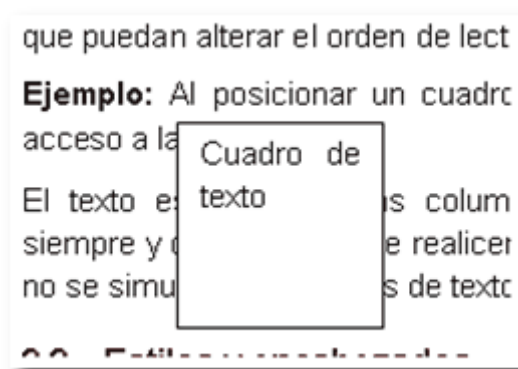 que puedan alterar el orden de lect
Ejemplo: Al posicionar un cuadro
acceso a la
Cuadro de
texto
El texto es
s colum
siempre y
e realicen
no se simu
s de texto